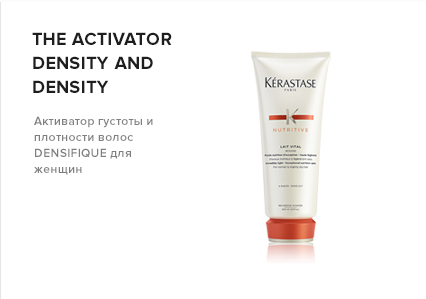 THE ACTIVATOR
DENSITY AND
DENSITY
Активатор густоты и
плотности волос
DENSIFIQUE для
женщин
KÉRASTASE
PARIS
K
NUTRITIVE
LAIT VITAL